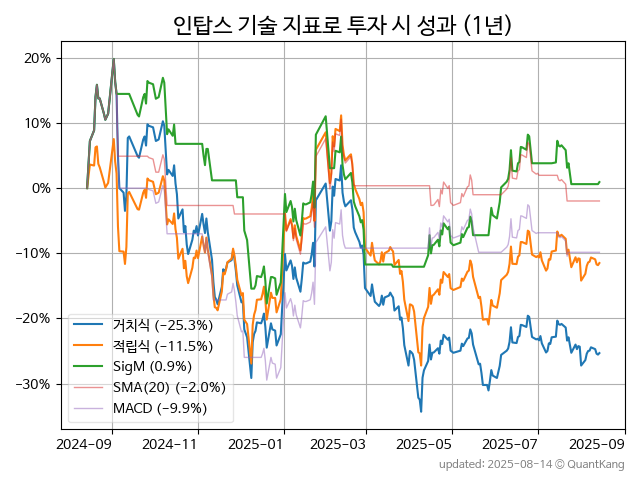 인탑스 기술 지표로 투자 시 성과 (1년)
20%
10%
0%
−10%
−20%
−30%
거치식 (−25.3%)
적립식 (−11.5%)
SigM (0.9%)
SMA(20) (−2.0%)
MACD (−9.9%)
2024-09
2024-11
2025-01
2025-03
2025-05
2025-07
2025-09
updated: 2025-08-14 ⓒ QuantKang